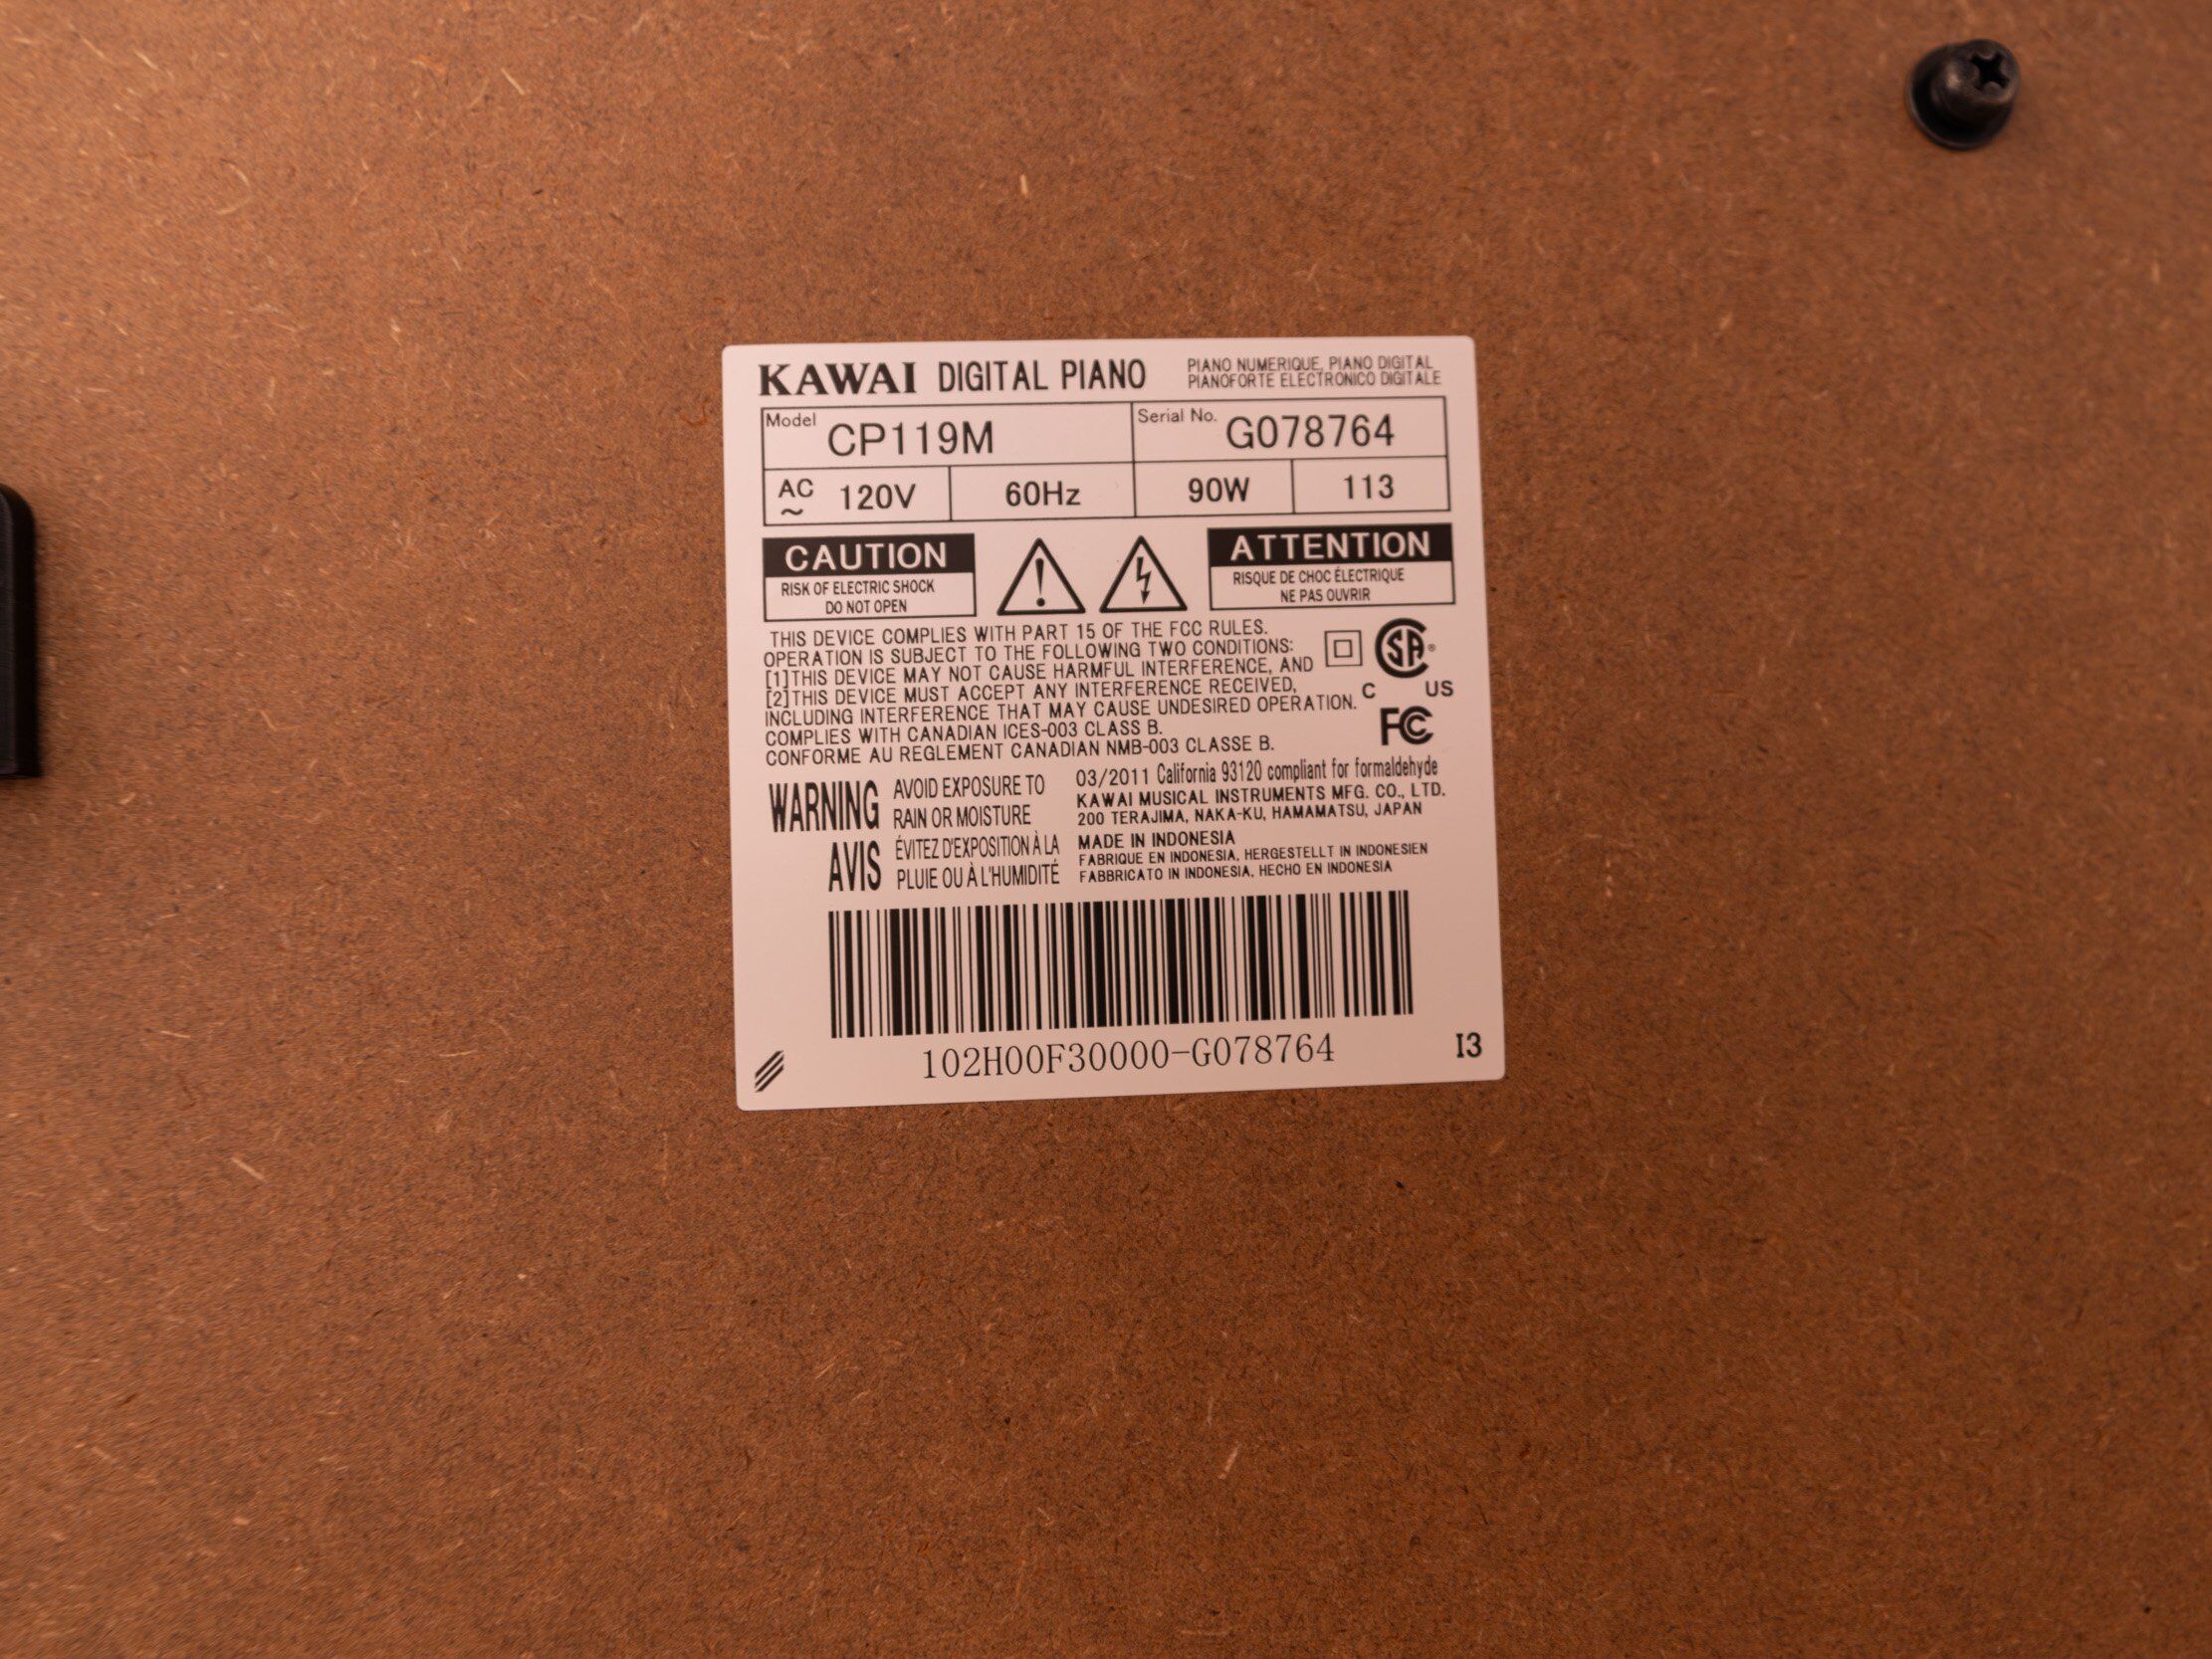 KAWAI DIGITAL PIANO
PIANO NUMERIQUE, PIANO DIGITAL
PIANOFORTE ELECTRONICO DIGITALE
Model CP119M
Serial No. G078764
AC ~ 120V 60Hz 90W 113
CAUTION
RISK OF ELECTRIC SHOCK
DO NOT OPEN
ATTENTION
RISQUE DE CHOC ÉLECTRIQUE
NE PAS OUVRIR
THIS DEVICE COMPLIES WITH PART 15 OF THE FCC RULES.
OPERATION IS SUBJECT TO THE FOLLOWING TWO CONDITIONS:
[1]THIS DEVICE MAY NOT CAUSE HARMFUL INTERFERENCE, AND
[2]THIS DEVICE MUST ACCEPT ANY INTERFERENCE RECEIVED,
INCLUDING INTERFERENCE THAT MAY CAUSE UNDESIRED OPERATION.
COMPLIES WITH CANADIAN ICES-003 CLASS B.
CONFORME AU REGLEMENT CANADIAN NMB-003 CLASSE B.
SA®
C US
FC
WARNING
AVOID EXPOSURE TO
RAIN OR MOISTURE
AVIS
ÉVITEZ D'EXPOSITION À LA
PLUIE OU À L'HUMIDITÉ
03/2011 California 93120 compliant for formaldehyde
KAWAI MUSICAL INSTRUMENTS MFG. CO., LTD.
200 TERAJIMA, NAKA-KU, HAMAMATSU, JAPAN
MADE IN INDONESIA
FABRIQUE EN INDONESIA, HERGESTELLT IN INDONESIEN
FABBRICATO IN INDONESIA, HECHO EN INDONESIA
102H00F30000-G078764
I3